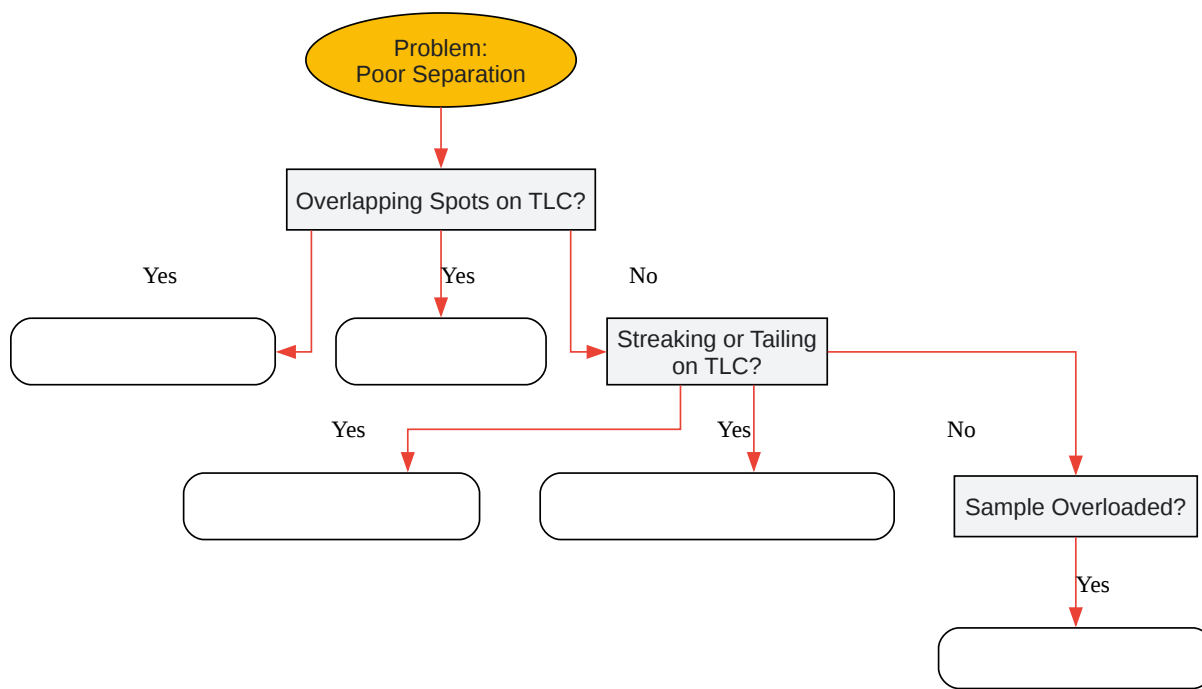 Problem:
Poor Separation
Overlapping Spots on TLC?
Yes
Yes
No
Streaking or Tailing
on TLC?
Yes
Yes
No
Sample Overloaded?
Yes